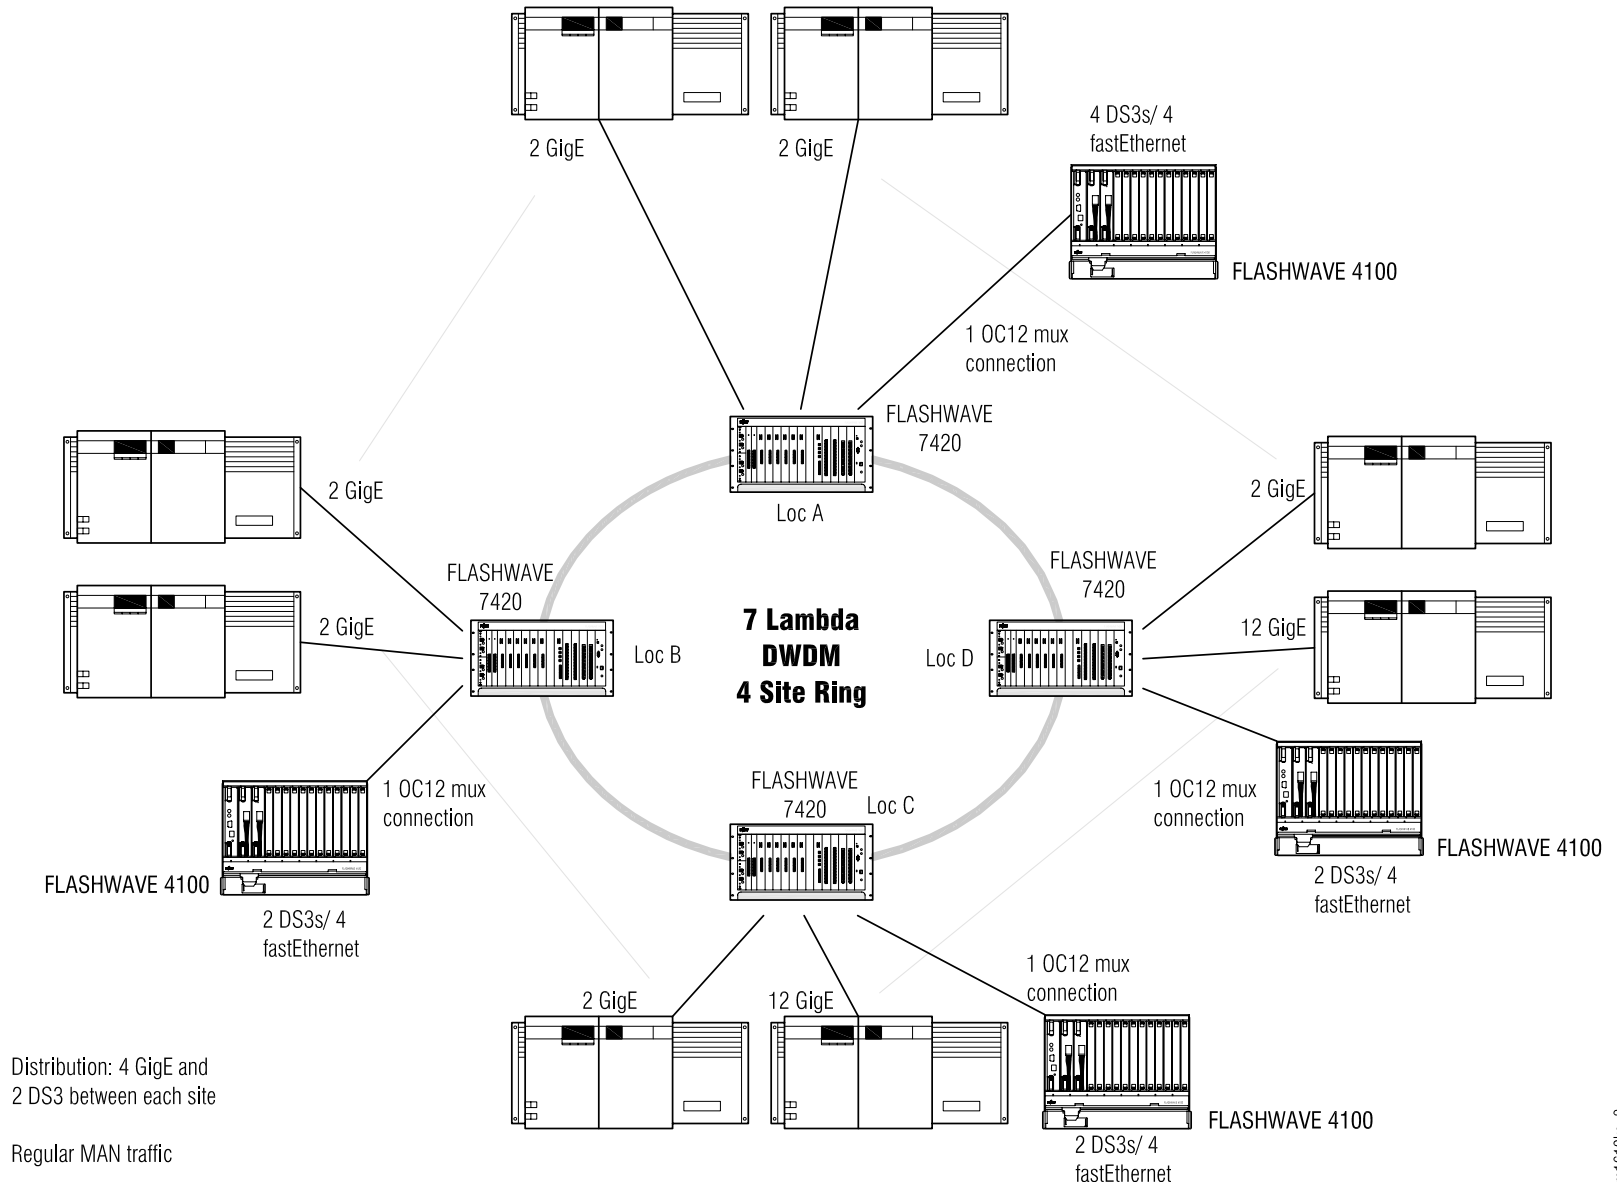 2 GigE
2 GigE
4 DS3s/ 4
fastEthernet
FLASHWAVE 4100
1 OC12 mux
connection
FLASHWAVE
7420
Loc A
2 GigE
2 GigE
FLASHWAVE
7420
Loc B
7 Lambda
DWDM
4 Site Ring
FLASHWAVE
7420
Loc D
2 GigE
12 GigE
1 OC12 mux
connection
FLASHWAVE 4100
2 DS3s/ 4
fastEthernet
FLASHWAVE
7420
Loc C
1 OC12 mux
connection
FLASHWAVE 4100
2 DS3s/ 4
fastEthernet
2 GigE
12 GigE
1 OC12 mux
connection
FLASHWAVE 4100
2 DS3s/ 4
fastEthernet
Distribution: 4 GigE and
2 DS3 between each site
Regular MAN traffic